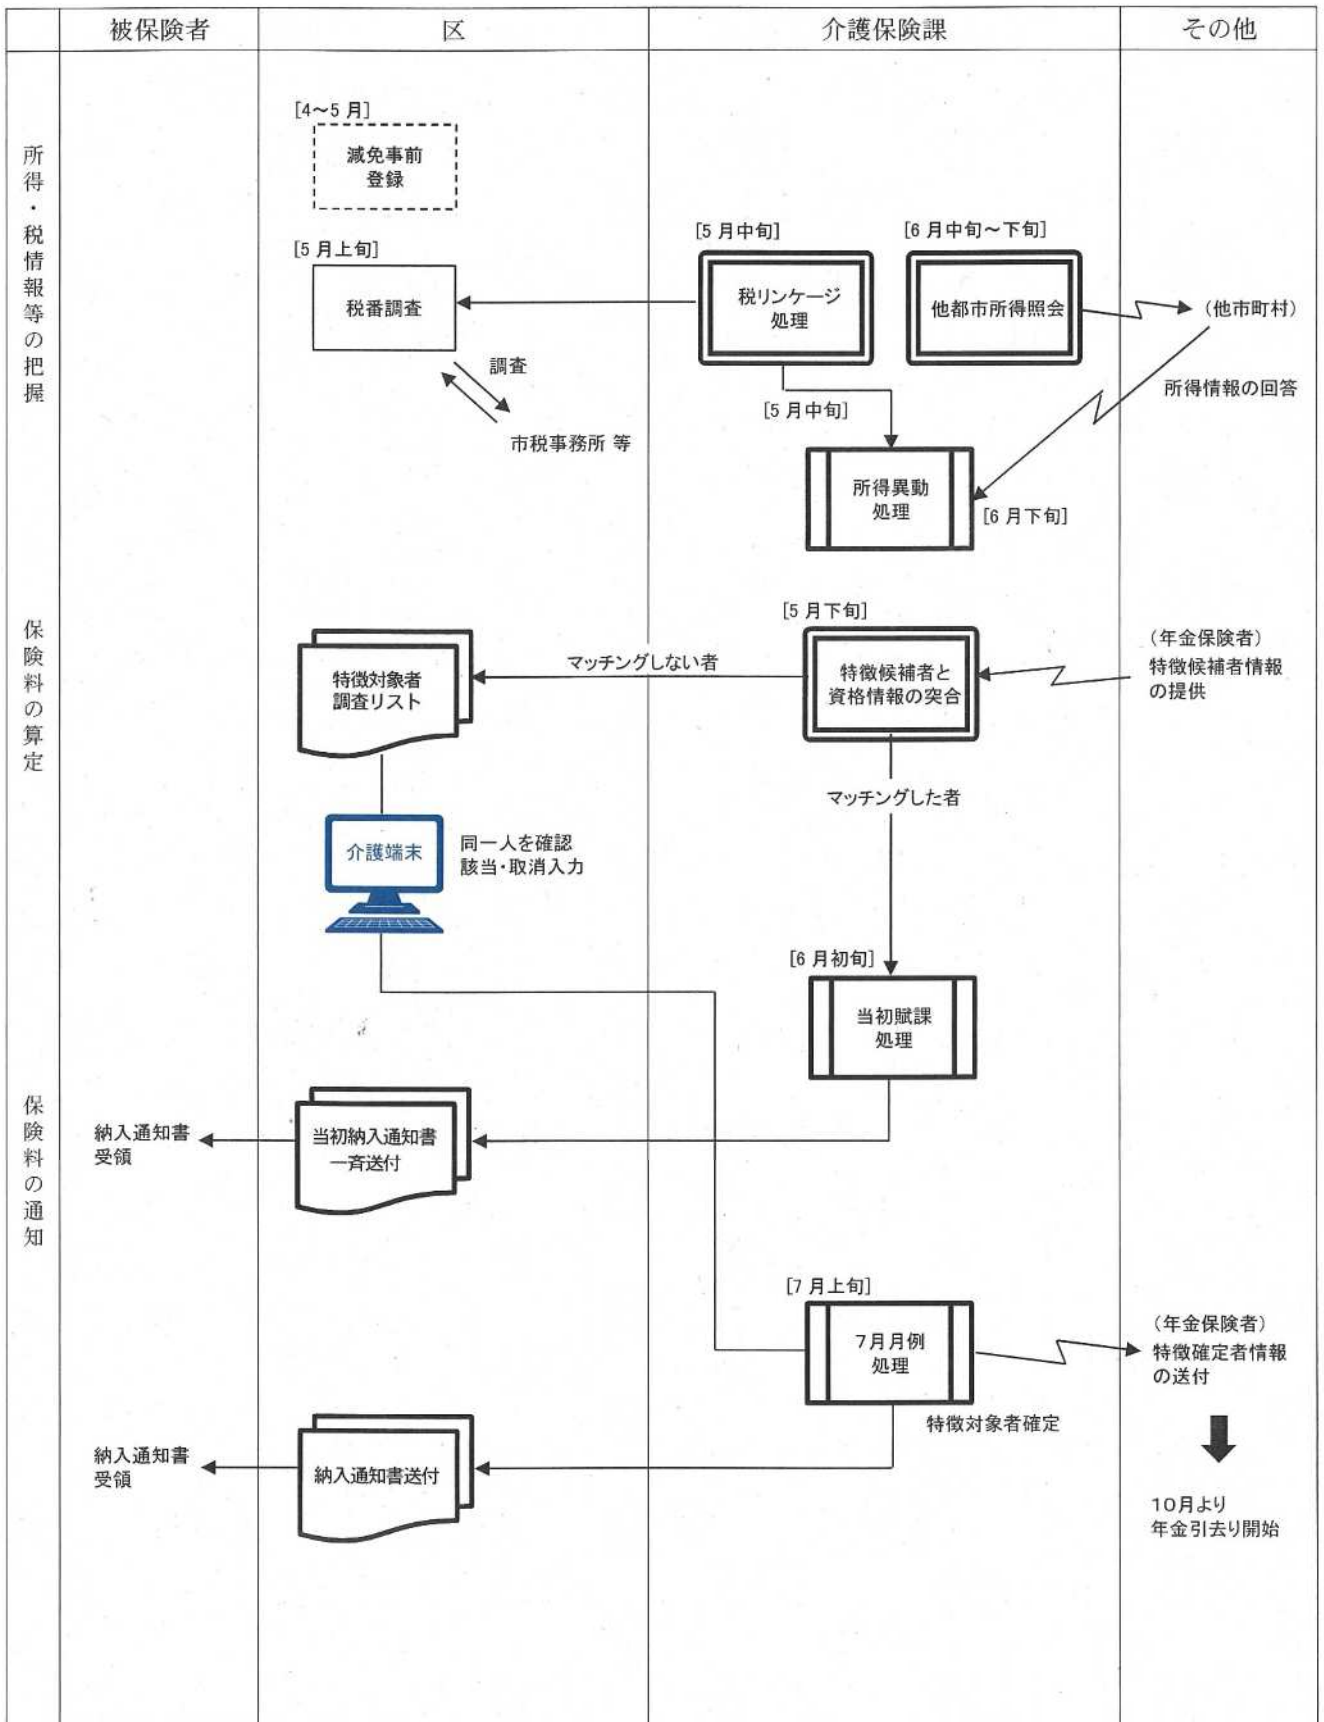 被保険者
区
介護保険課
その他
所得・税情報等の把握
[4～5月]
減免事前
登録
[5月上旬]
税番調査
調査
市税事務所 等
[5月中旬]
税リンケージ
処理
[6月中旬～下旬]
他都市所得照会
(他市町村)
所得情報の回答
[5月中旬]
所得異動
処理
[6月下旬]
保険料の算定
[5月下旬]
特徴候補者と
資格情報の突合
(年金保険者)
特徴候補者情報
の提供
マッチングしない者
特徴対象者
調査リスト
マッチングした者
介護端末
同一人を確認
該当・取消入力
[6月初旬]
当初賦課
処理
保険料の通知
当初納入通知書
一斉送付
納入通知書
受領
[7月上旬]
7月月例
処理
特徴対象者確定
(年金保険者)
特徴確定者情報
の送付
納入通知書送付
納入通知書
受領
10月より
年金引去り開始